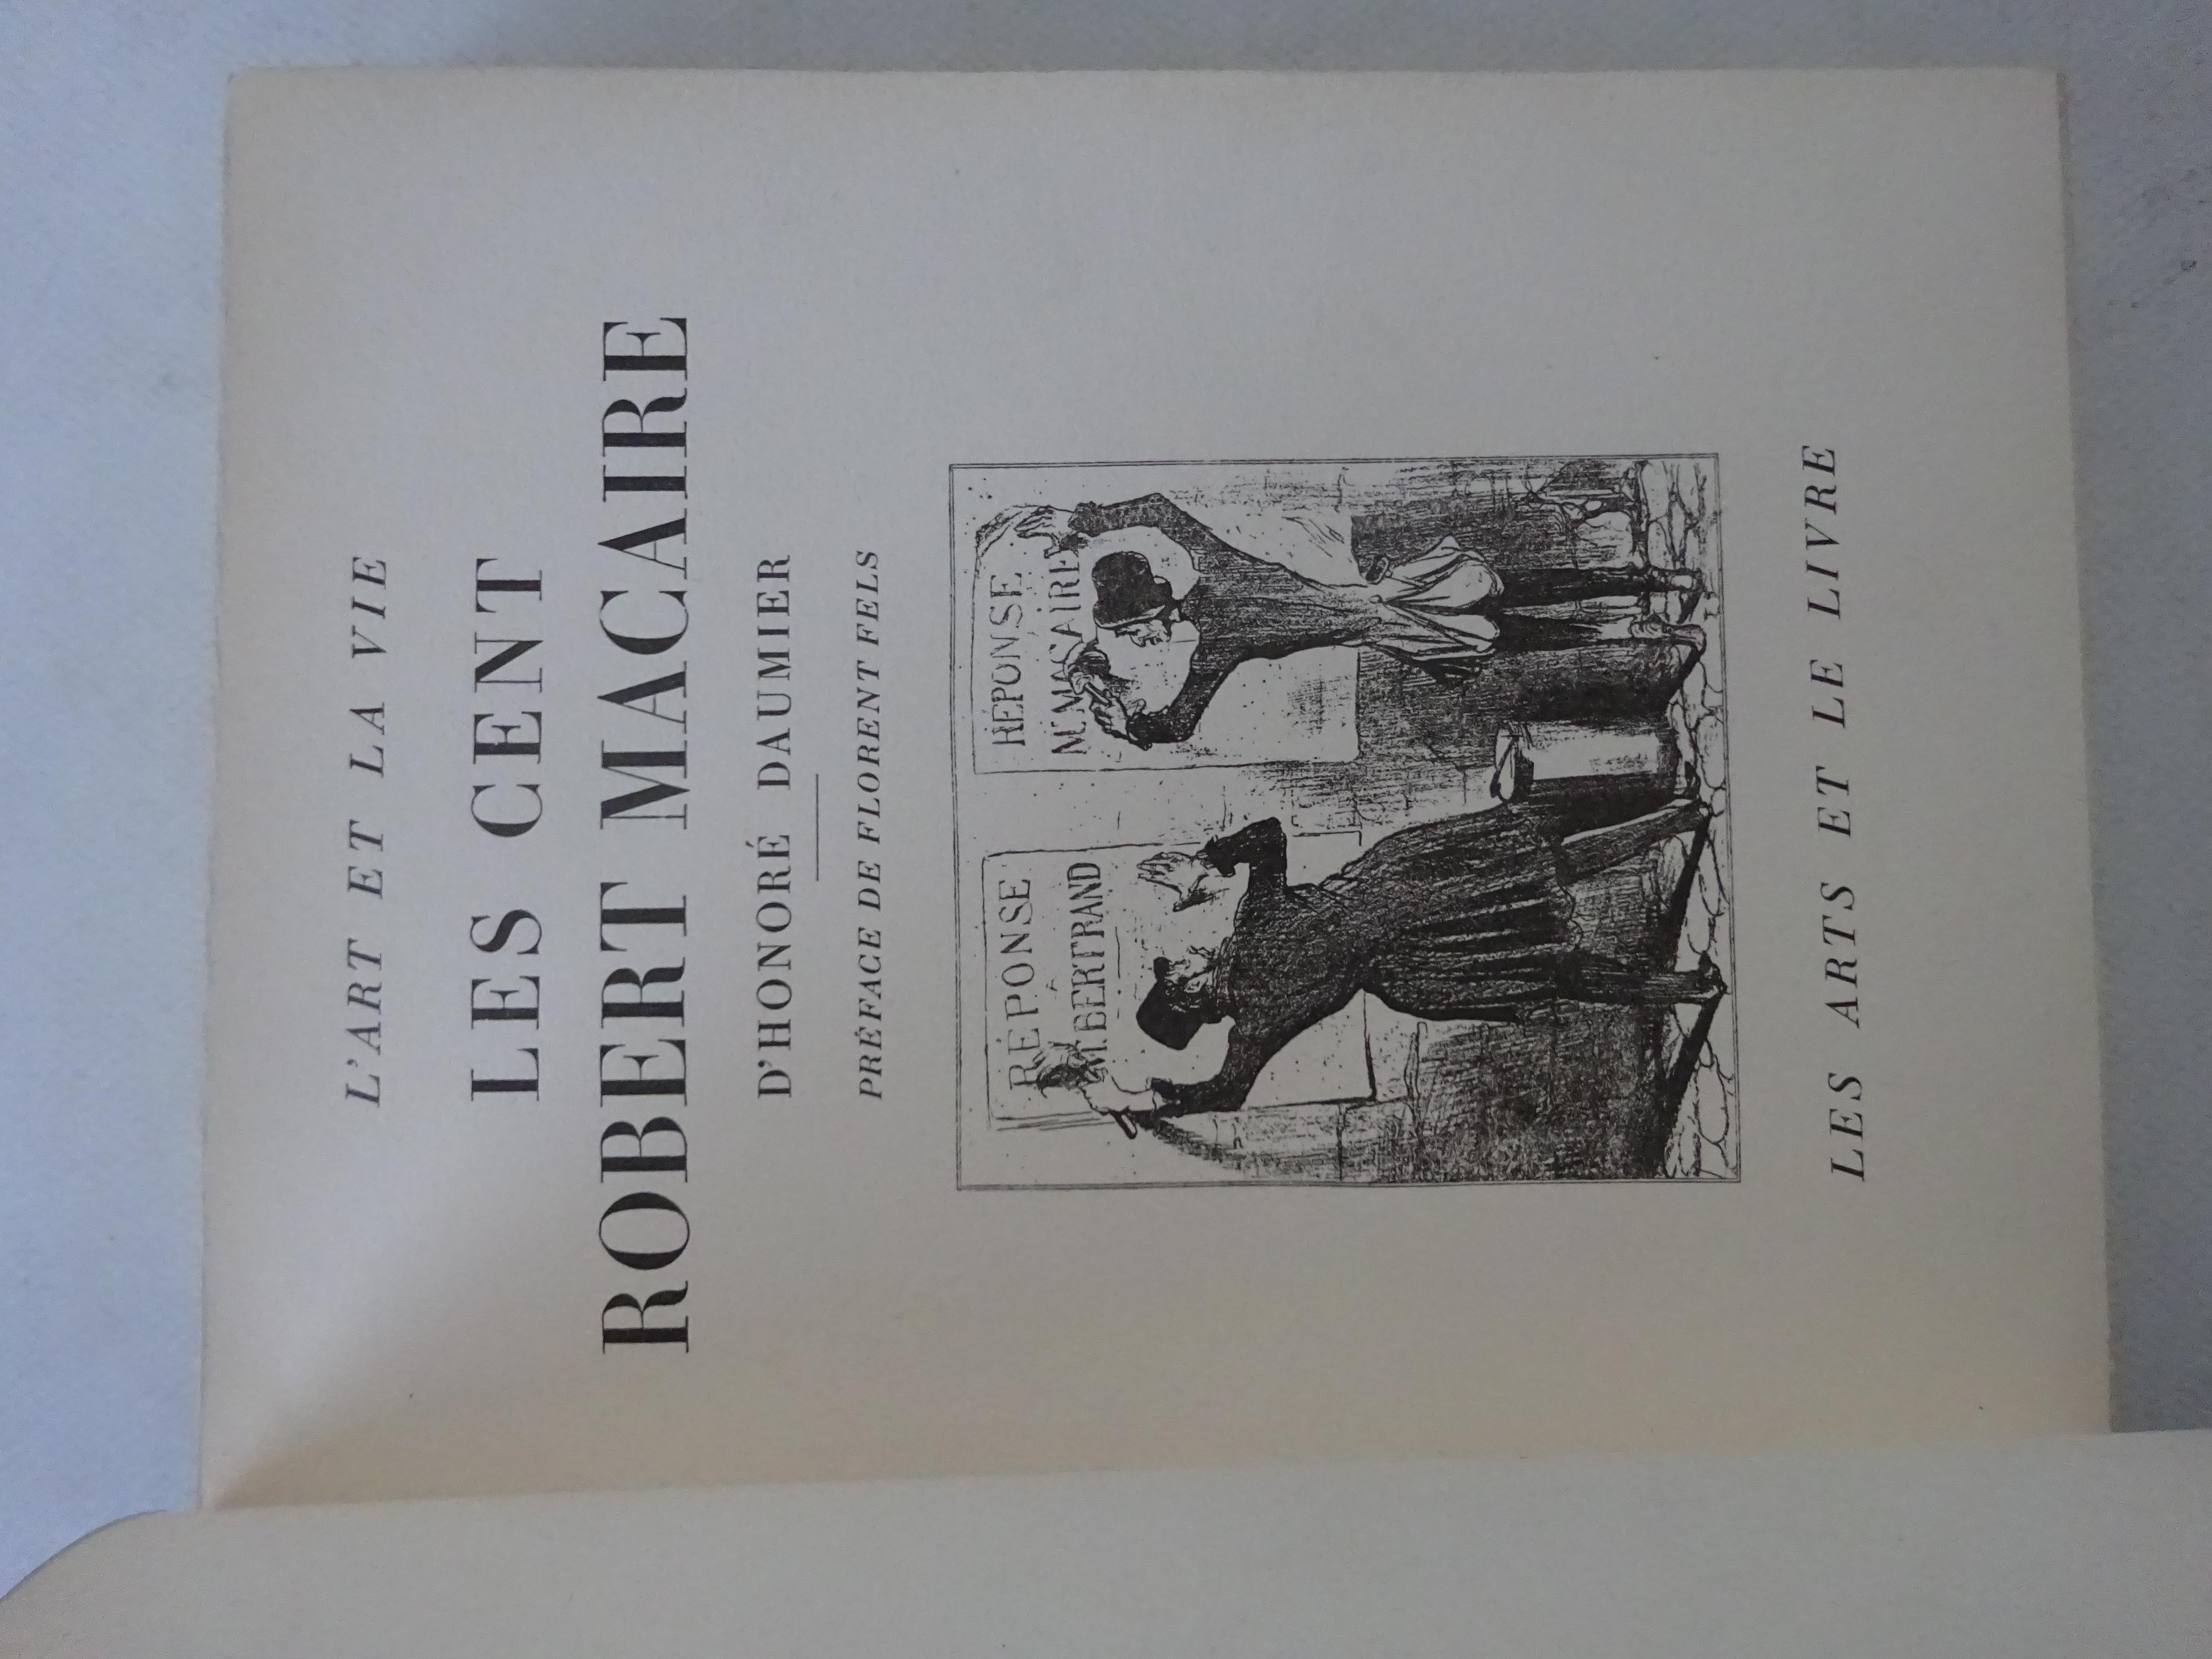 L'ART ET LA VIE
LES CENT
ROBERT MACAIRE
D'HONORÉ DAUMIER
PRÉFACE DE FLORENT FELS
RÉPONSE
À
M. BERTRAND
RÉPONSE
Mr. MACAIRE
LES ARTS ET LE LIVRE